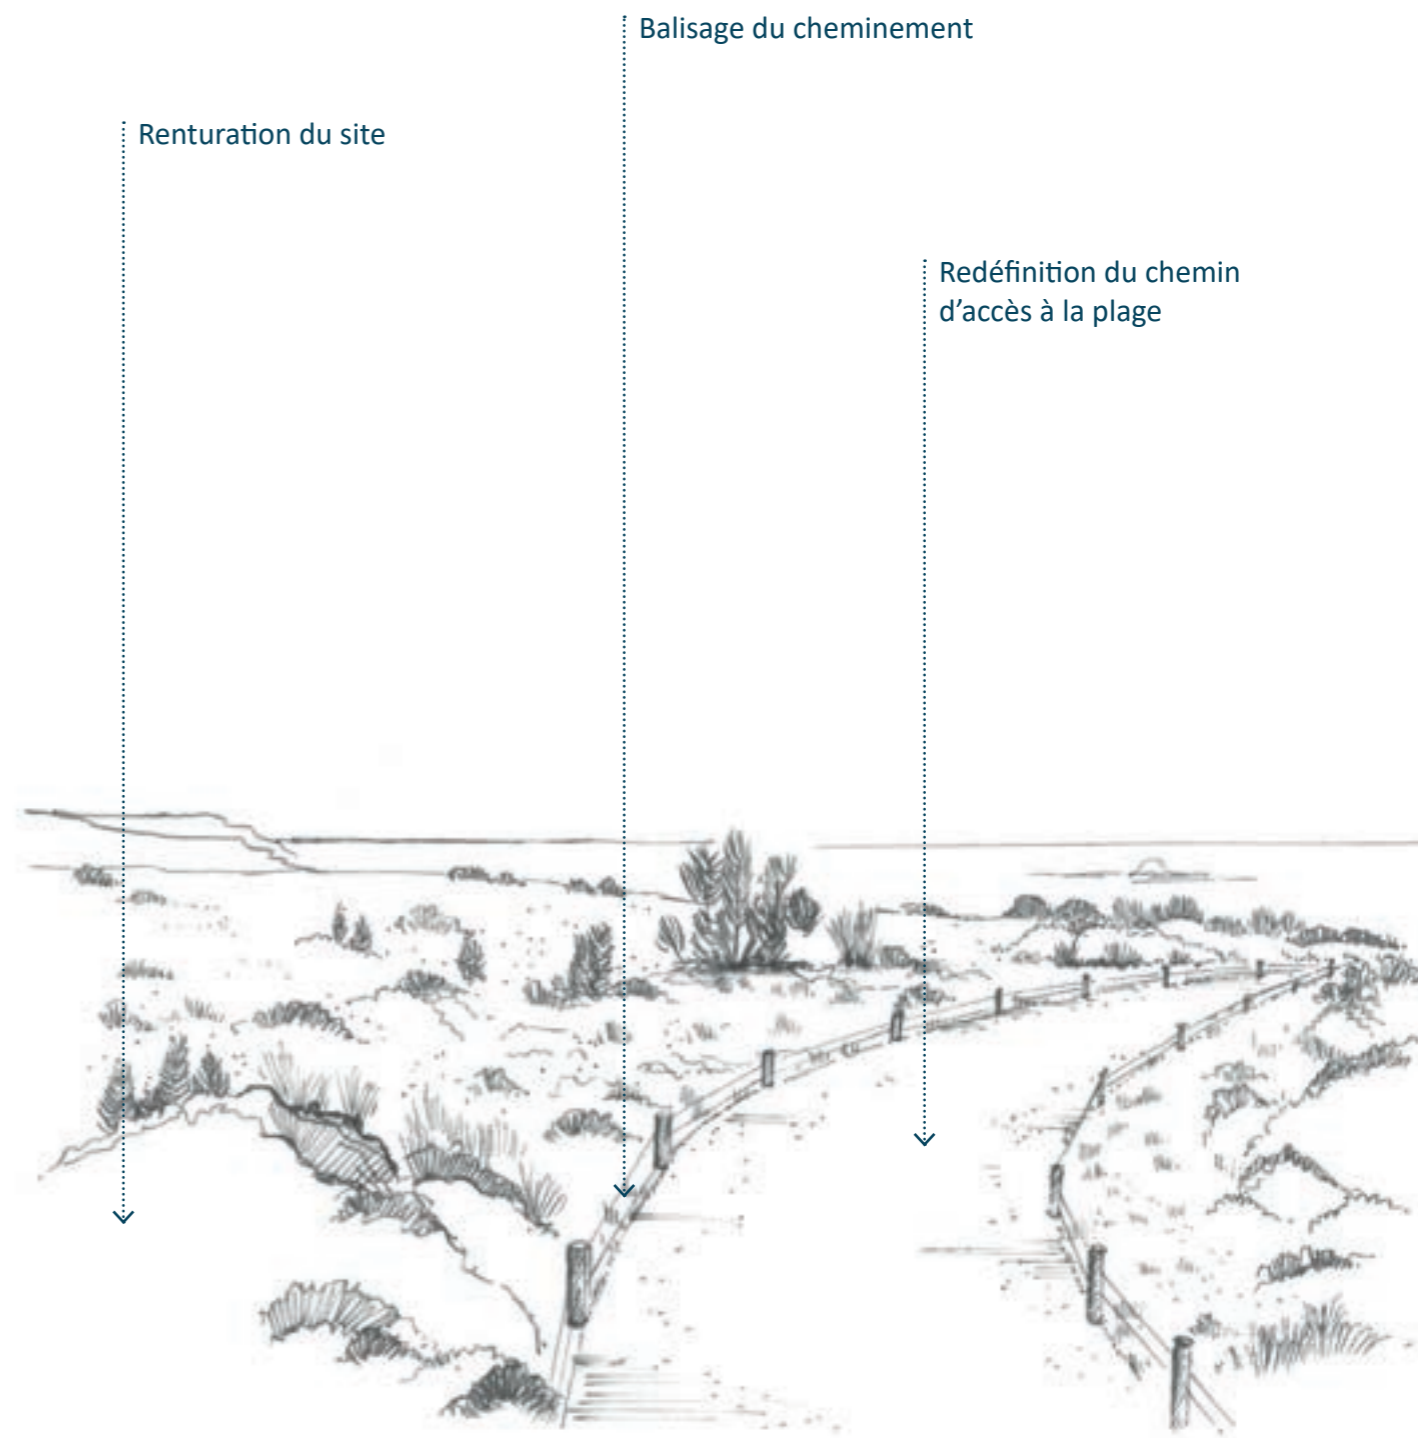 Balisage du cheminement
Renturation du site
Redéfinition du chemin
d’accès à la plage